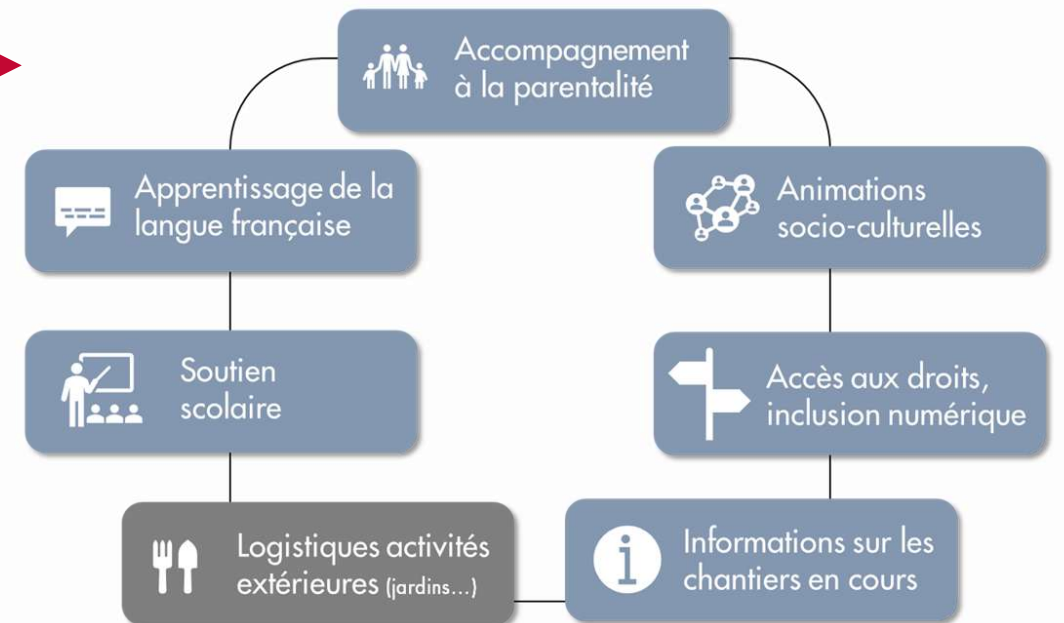 Accompagnement
à la parentalité
Apprentissage de la
langue française
Animations
socio-culturelles
Soutien
scolaire
Accès aux droits,
inclusion numérique
Logistiques activités
extérieures (jardins...)
Informations sur les
chantiers en cours